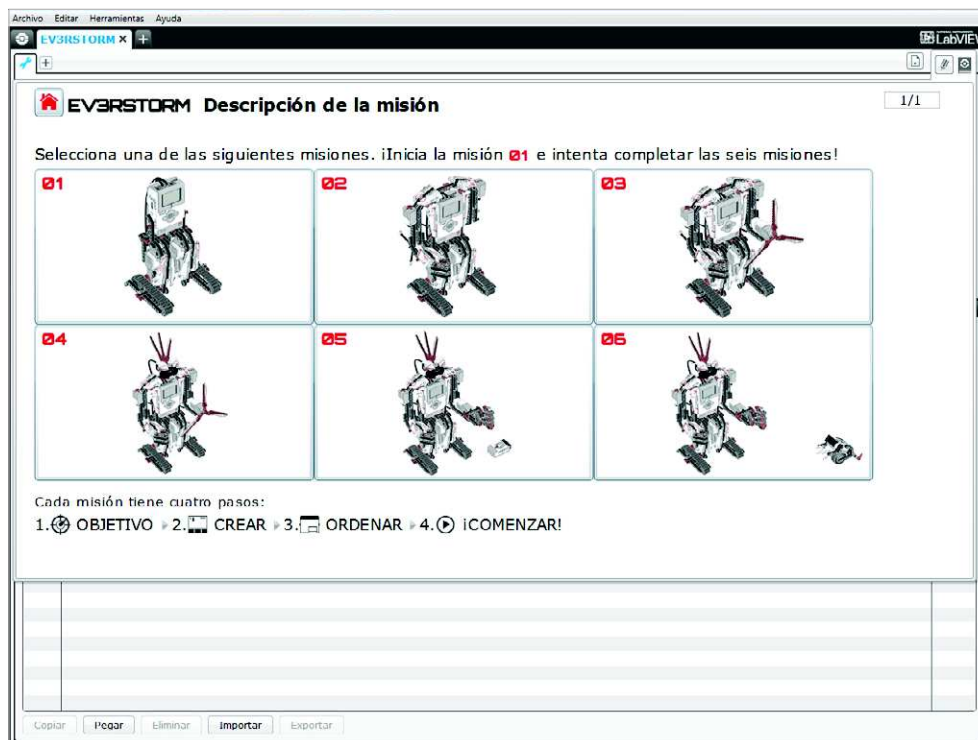 Archivo Editar Herramientas Ayuda
EV3RSTORM × +
LabVIEW
EV3RSTORM Descripción de la misión
1/1
Selecciona una de las siguientes misiones. ¡Inicia la misión 01 e intenta completar las seis misiones!
01 02 03
04 05 06
Cada misión tiene cuatro pasos:
1. OBJETIVO 2. CREAR 3. ORDENAR 4. ¡COMENZAR!
Copiar Pegar Eliminar Importar Exportar